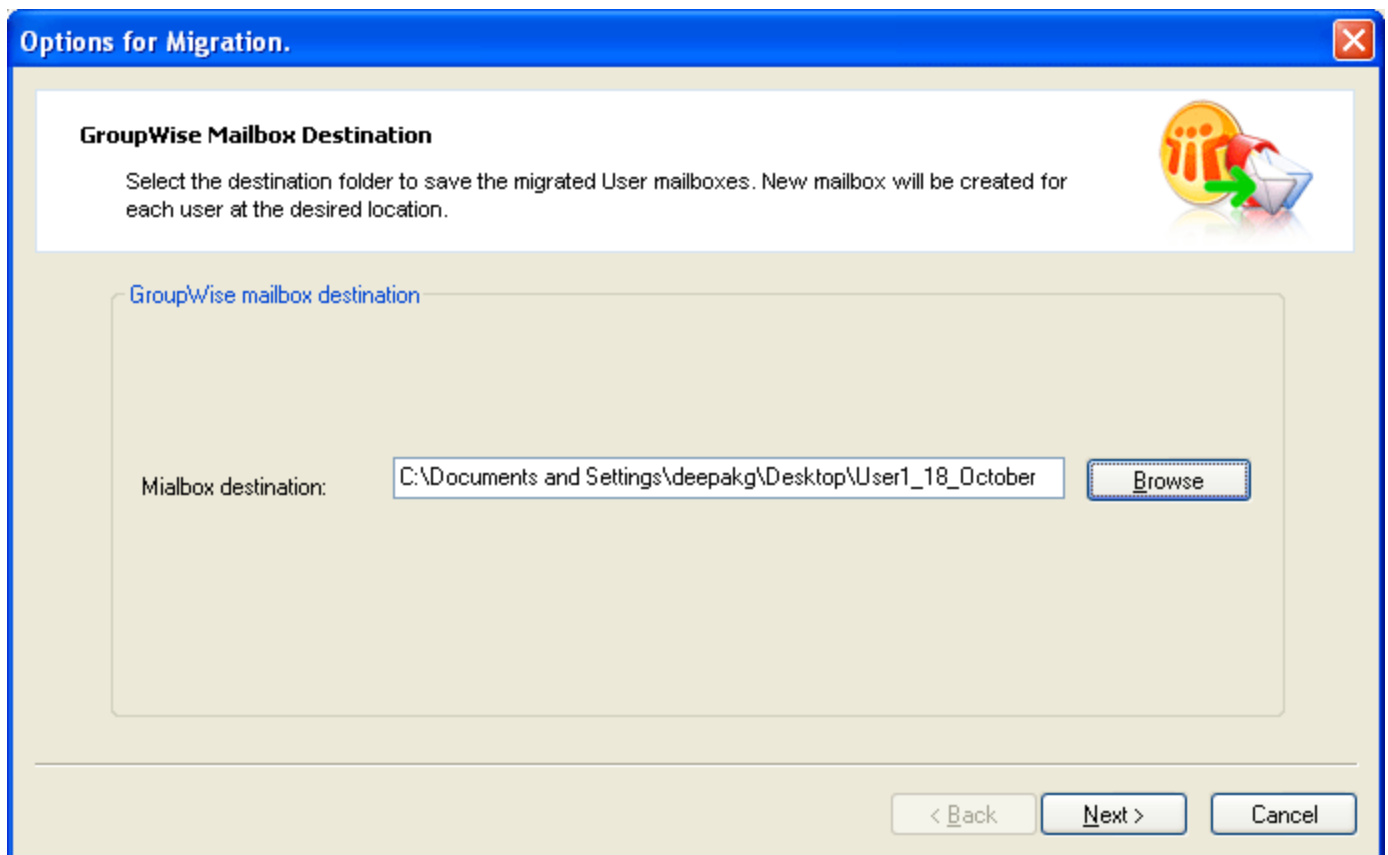 Options for Migration.
GroupWise Mailbox Destination
Select the destination folder to save the migrated User mailboxes. New mailbox will be created for
each user at the desired location.
GroupWise mailbox destination
Mialbox destination:
C:\Documents and Settings\deepakg\Desktop\User1_18_October
Browse
< Back
Next >
Cancel